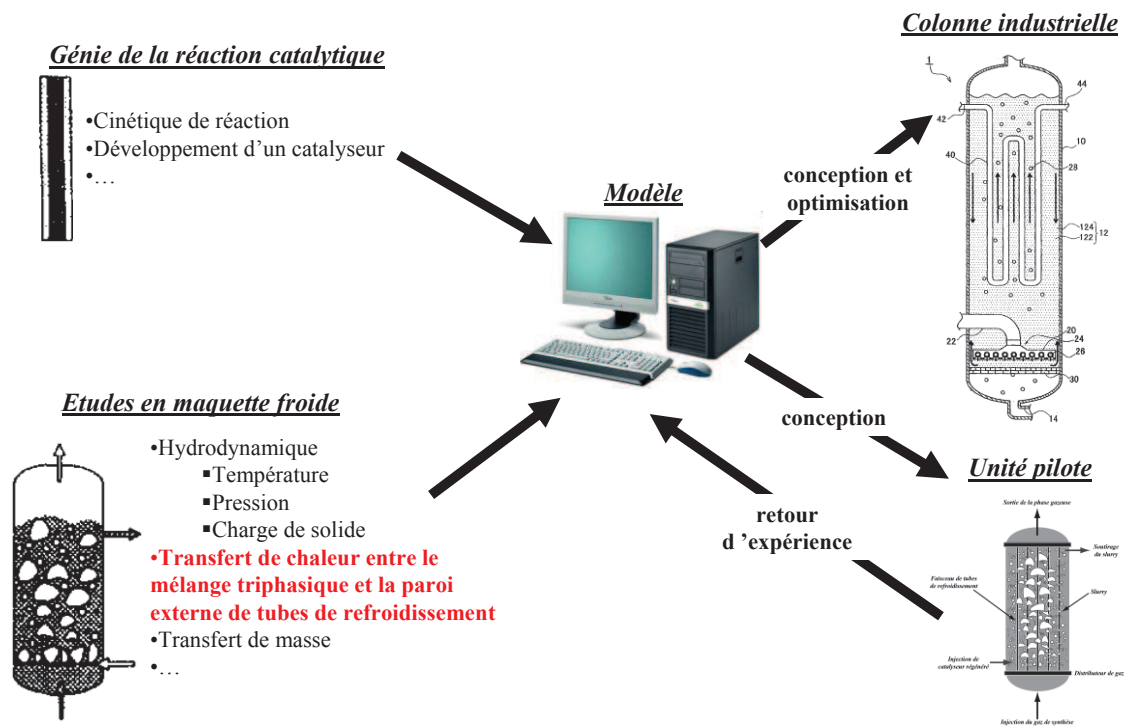 Génie de la réaction catalytique
•Cinétique de réaction
•Développement d'un catalyseur
•…
Colonne industrielle
1
44
42
10
40
28
124
122
12
20
22
24
26
30
14
conception et
optimisation
Modèle
Etudes en maquette froide
•Hydrodynamique
▪Température
▪Pression
▪Charge de solide
•Transfert de chaleur entre le
mélange triphasique et la paroi
externe de tubes de refroidissement
•Transfert de masse
•…
conception
retour
d 'expérience
Unité pilote
Sortie de la phase gazeuse
Soutirage
du slurry
Faisceau de tubes
de refroidissement
Slurry
Injection de
catalyseur régénéré
Distributeur de gaz
Injection du gaz de synthèse